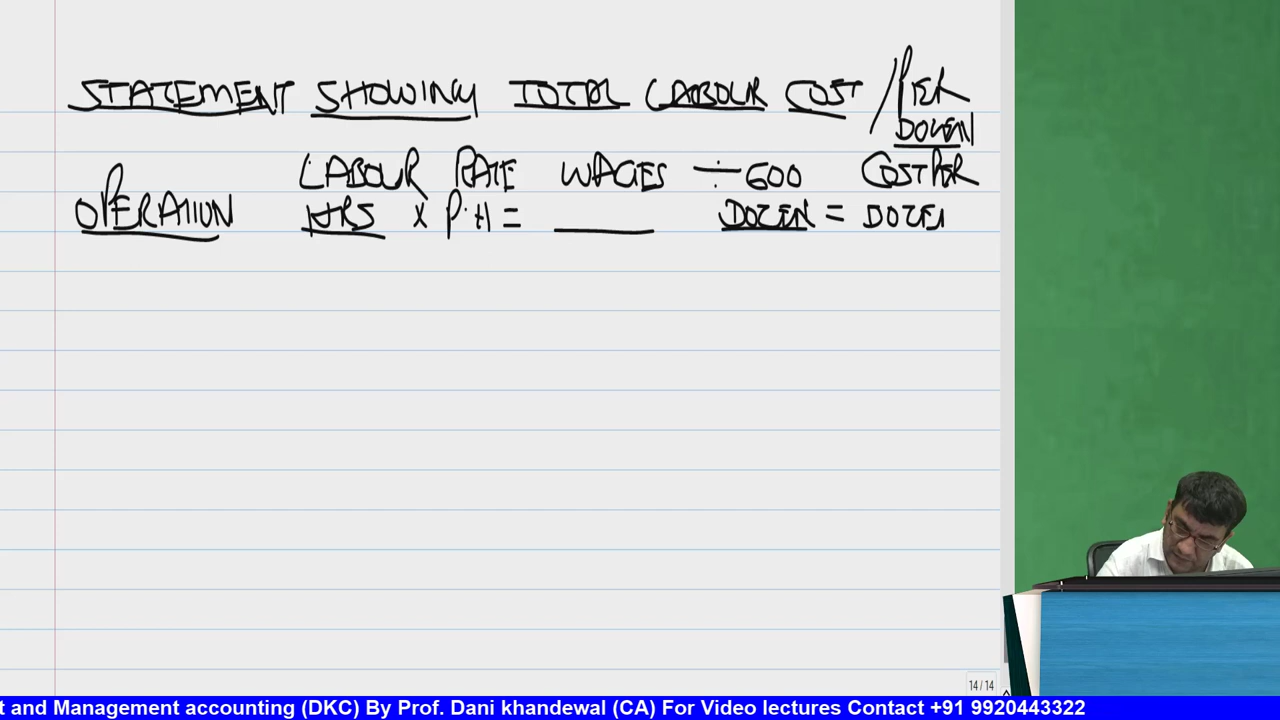 STATEMENT SHOWING TOTAL LABOUR COST / PER
DOZEN
LABOUR RATE WAGES ÷ 600 COST PER
OPERATION HRS x P.H = DOZEN = DOZEN
14 / 14
t and Management accounting (DKC) By Prof. Dani khandewal (CA) For Video lectures Contact +91 9920443322